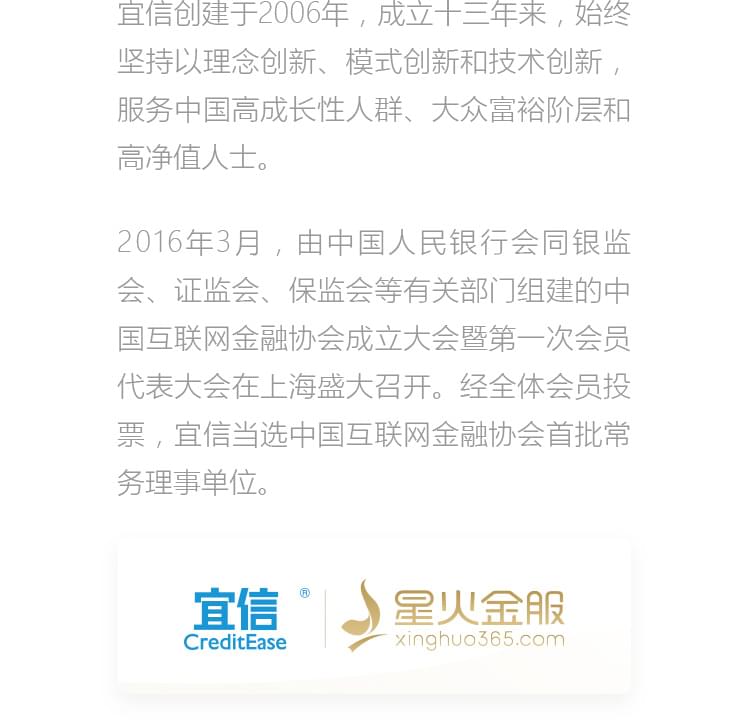 宜信创建于2006年，成立十三年来，始终
坚持以理念创新、模式创新和技术创新，
服务中国高成长性人群、大众富裕阶层和
高净值人士。
2016年3月，由中国人民银行会同银监
会、证监会、保监会等有关部门组建的中
国互联网金融协会成立大会暨第一次会员
代表大会在上海盛大召开。经全体会员投
票，宜信当选中国互联网金融协会首批常
务理事单位。
宜信®
CreditEase
星火金服
xinghuo365.com